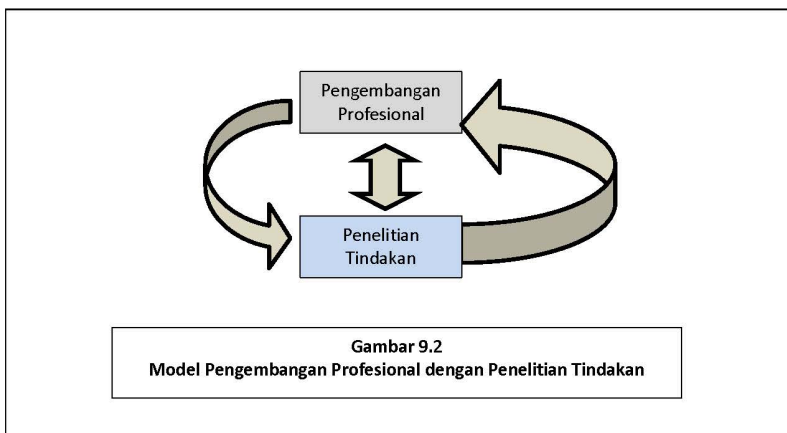 Pengembangan
Profesional
Penelitian
Tindakan
Gambar 9.2
Model Pengembangan Profesional dengan Penelitian Tindakan